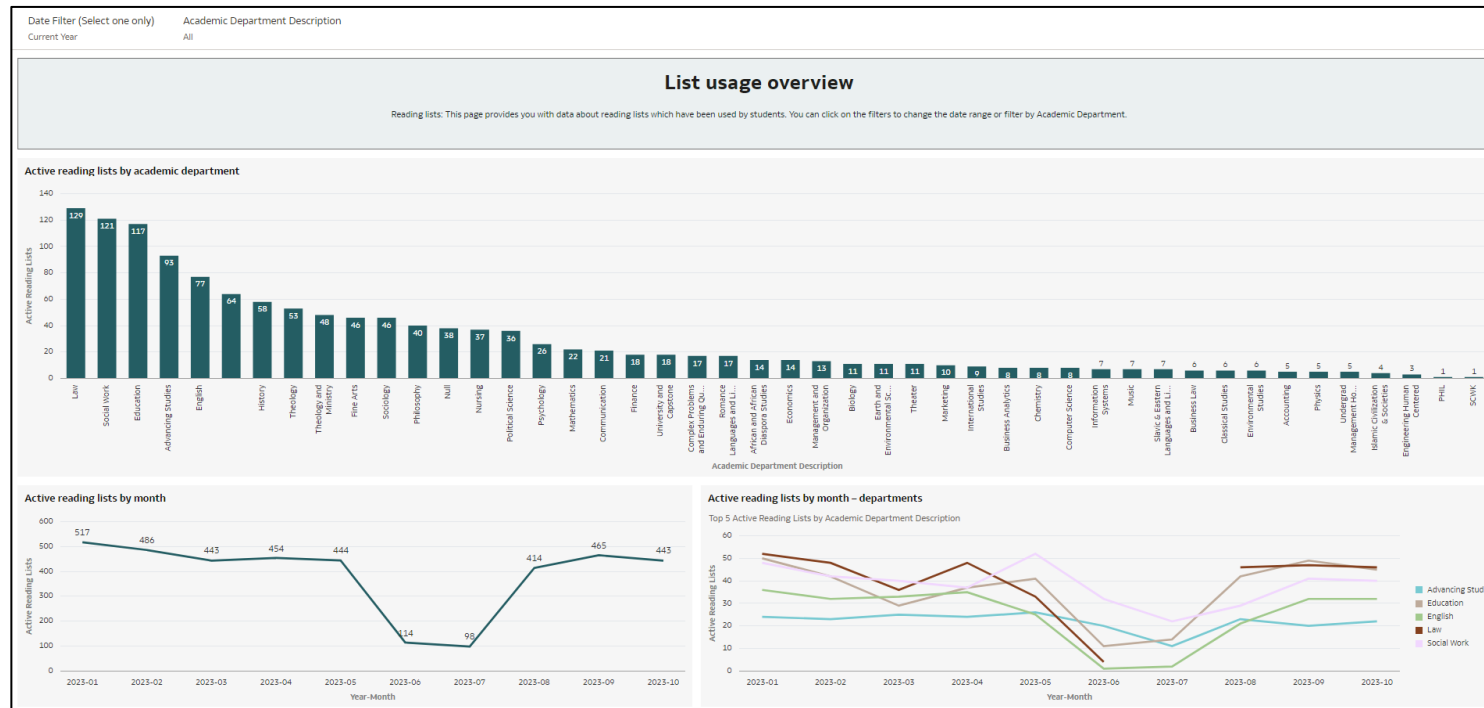 Date Filter (Select one only)
Academic Department Description
Current Year
All
List usage overview
Reading lists: This page provides you with data about reading lists which have been used by students. You can click on the filters to change the date range or filter by Academic Department.
Active reading lists by academic department
Active Reading Lists
140
120
100
80
60
40
20
0
129
121
117
93
77
64
58
53
48
46
46
40
38
37
36
26
22
21
18
18
17
17
14
14
13
11
11
11
10
9
8
8
8
7
7
7
6
6
6
5
5
5
4
3
1
1
Law
Social Work
Education
Advancing Studies
English
History
Theology
Theology and
Ministry
Fine Arts
Sociology
Philosophy
Null
Nursing
Political Science
Psychology
Mathematics
Communication
Finance
University and
Capstone
Complex Problems
and Enduring Qu...
Romance
Languages and Li...
African and African
Diaspora Studies
Economics
Management and
Organization
Biology
Earth and
Environmental Sc...
Theater
Marketing
International
Studies
Business Analytics
Chemistry
Computer Science
Information
Systems
Music
Slavic & Eastern
Languages and Li...
Business Law
Classical Studies
Environmental
Studies
Accounting
Physics
Undergrad
Management Ho...
Islamic Civilization
& Societies
Engineering Human
Centered
PHIL
SCWK
Academic Department Description
Active reading lists by month
Active Reading Lists
600
500
400
300
200
100
0
517
486
443
454
444
114
98
414
465
443
2023-01
2023-02
2023-03
2023-04
2023-05
2023-06
2023-07
2023-08
2023-09
2023-10
Year-Month
Active reading lists by month – departments
Top 5 Active Reading Lists by Academic Department Description
Active Reading Lists
60
50
40
30
20
10
0
2023-01
2023-02
2023-03
2023-04
2023-05
2023-06
2023-07
2023-08
2023-09
2023-10
Year-Month
Advancing Stud
Education
English
Law
Social Work